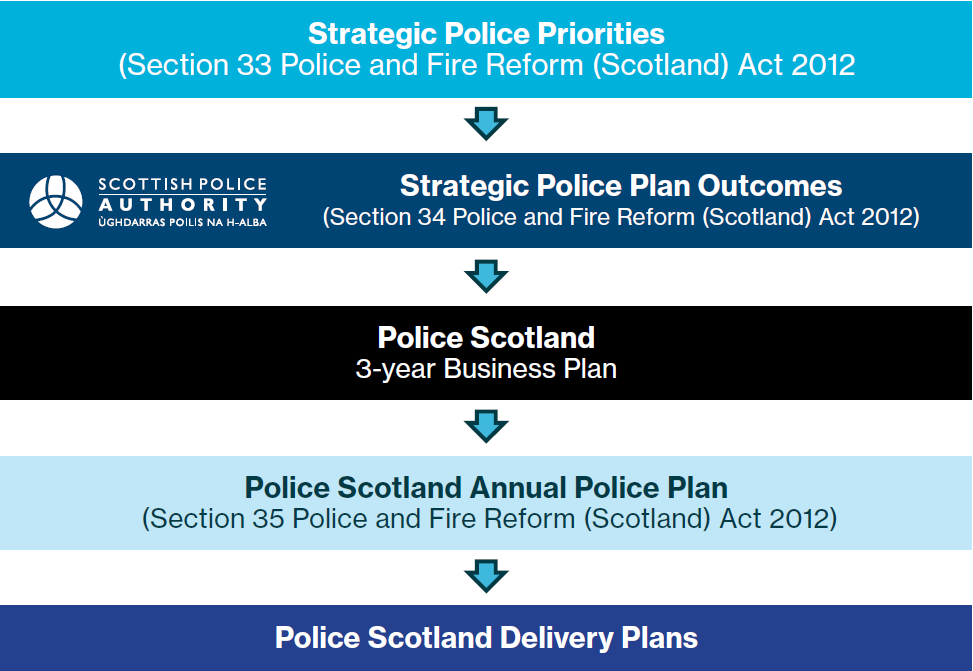 Strategic Police Priorities
(Section 33 Police and Fire Reform (Scotland) Act 2012
SCOTTISH POLICE
AUTHORITY
ÙGHDARRAS POILIS NA H-ALBA
Strategic Police Plan Outcomes
(Section 34 Police and Fire Reform (Scotland) Act 2012)
Police Scotland
3-year Business Plan
Police Scotland Annual Police Plan
(Section 35 Police and Fire Reform (Scotland) Act 2012)
Police Scotland Delivery Plans